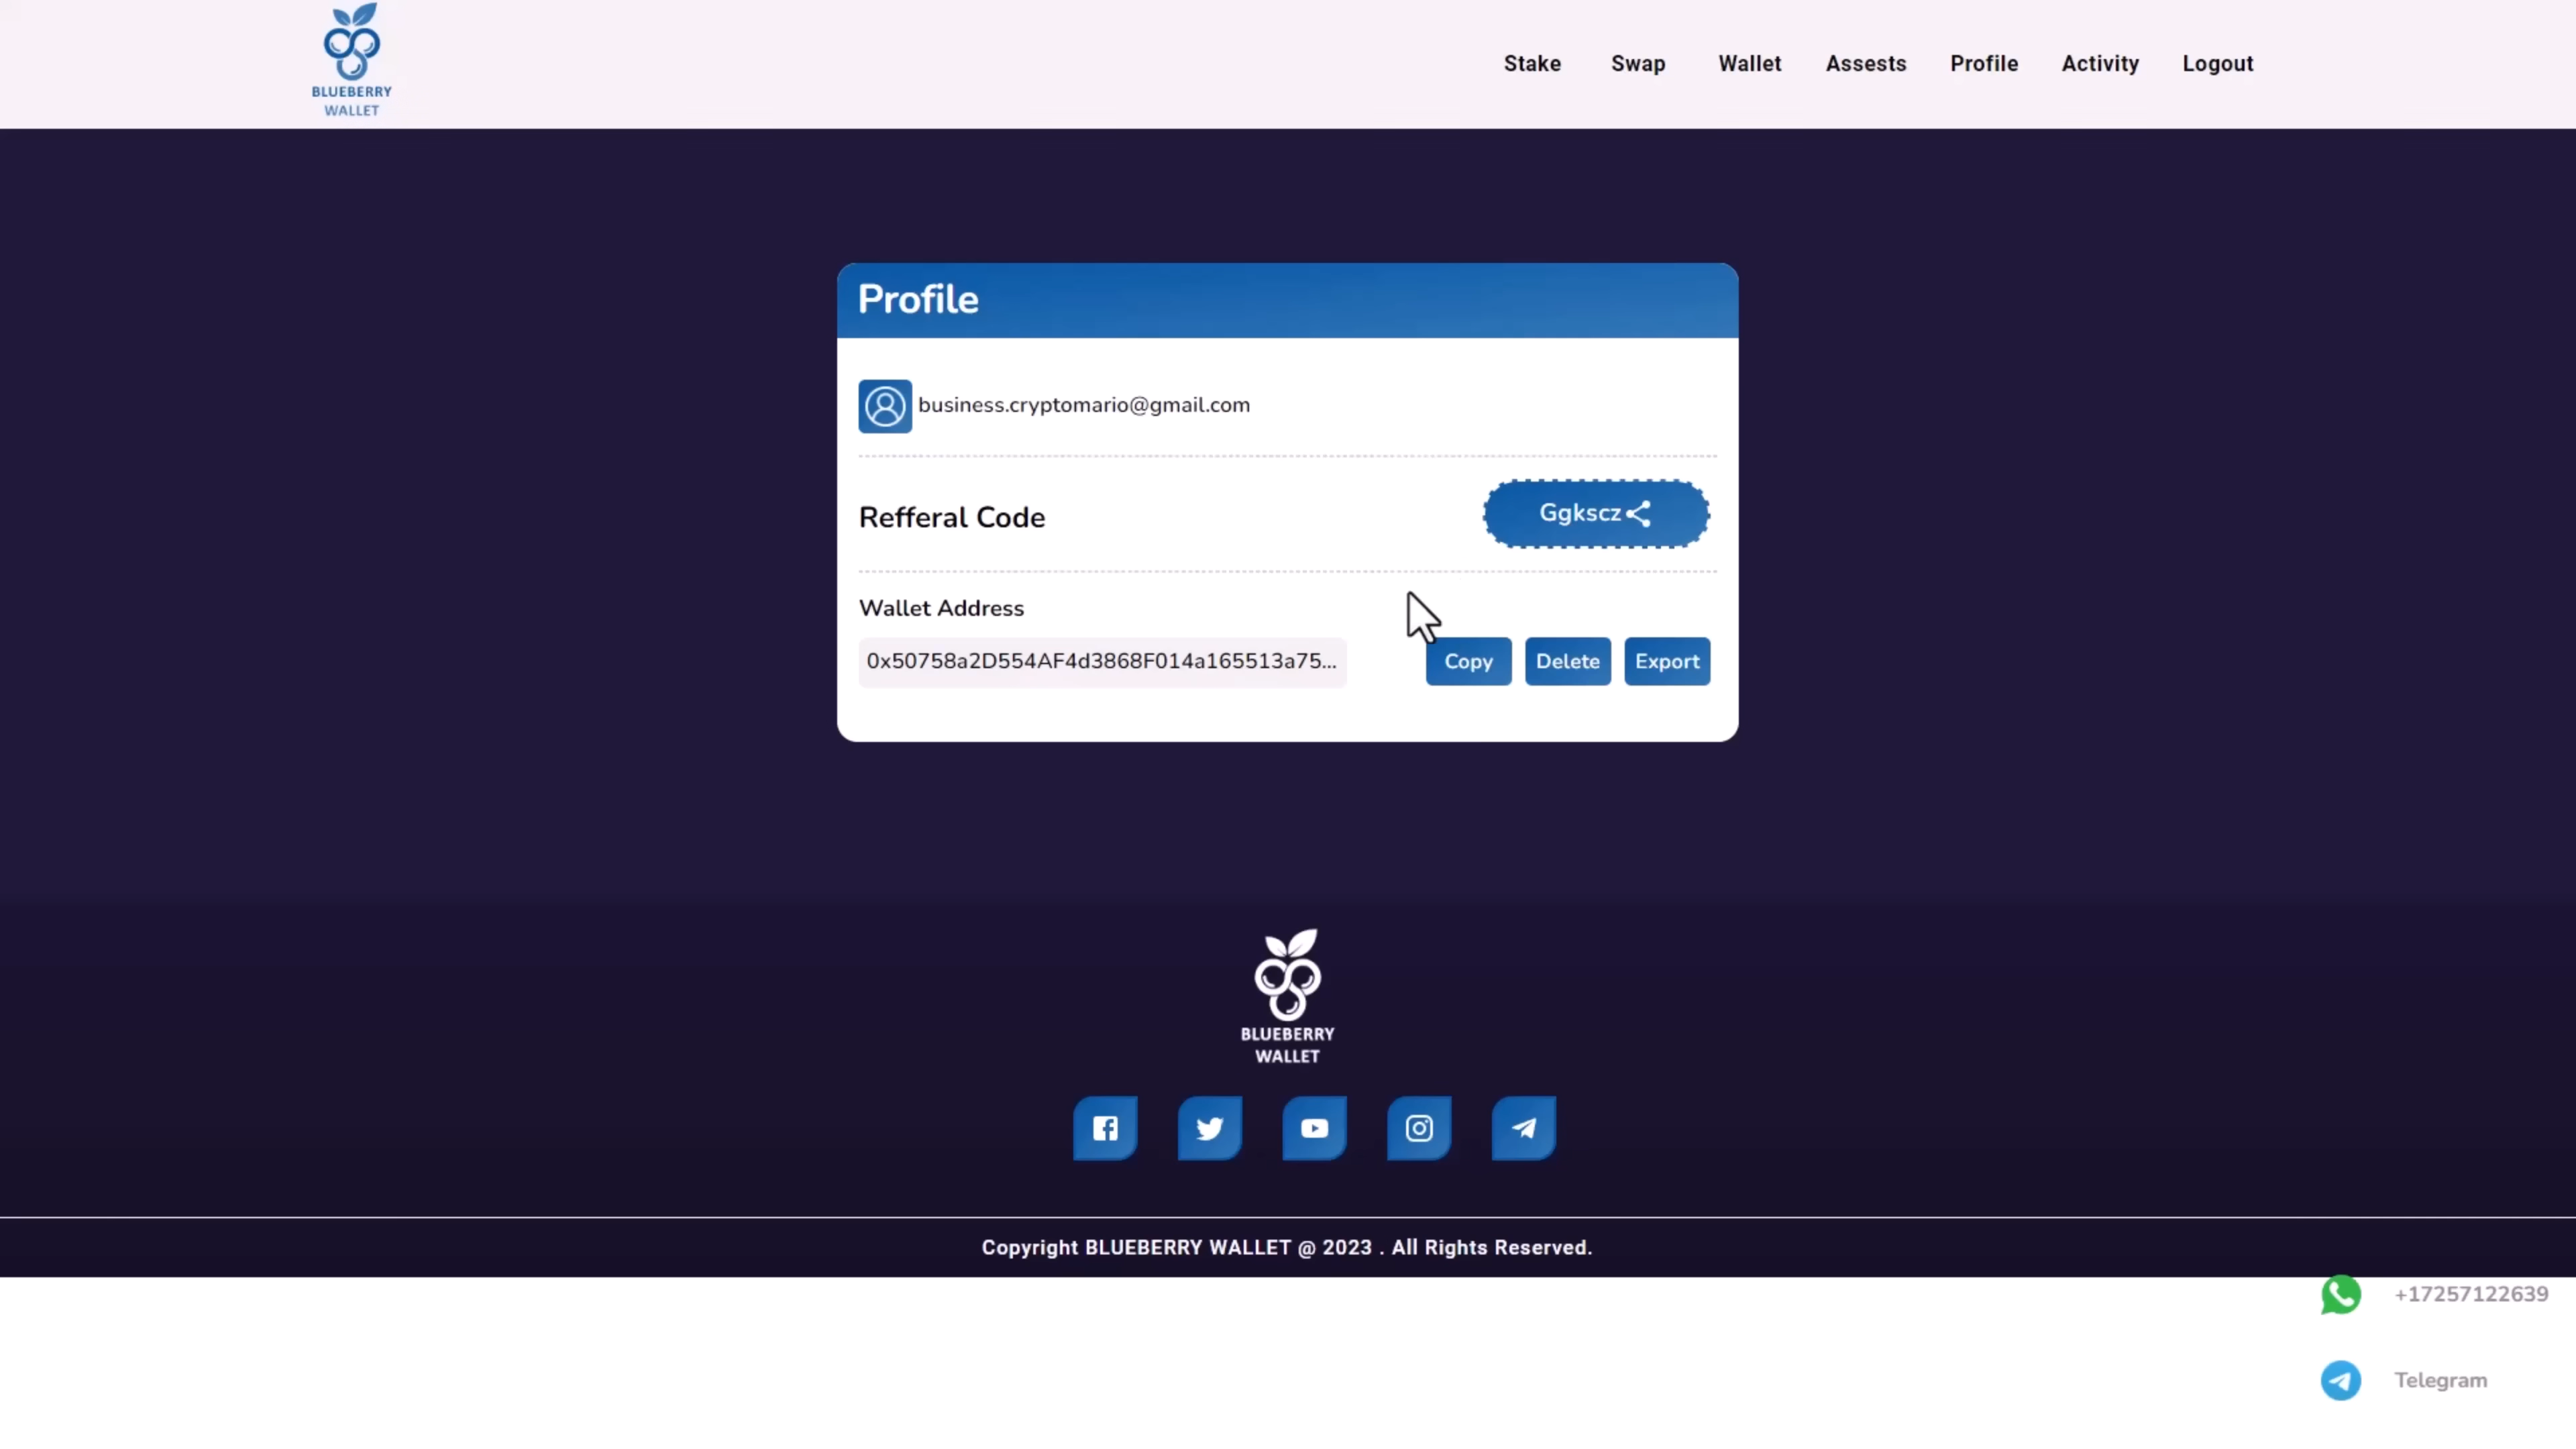 BLUEBERRY
WALLET
Stake Swap Wallet Assests Profile Activity Logout
Profile
business.cryptomario@gmail.com
Refferal Code
Ggkscz
Wallet Address
0x50758a2D554AF4d3868F014a165513a75...
Copy Delete Export
BLUEBERRY
WALLET
Copyright BLUEBERRY WALLET @ 2023 . All Rights Reserved.
+17257122639
Telegram